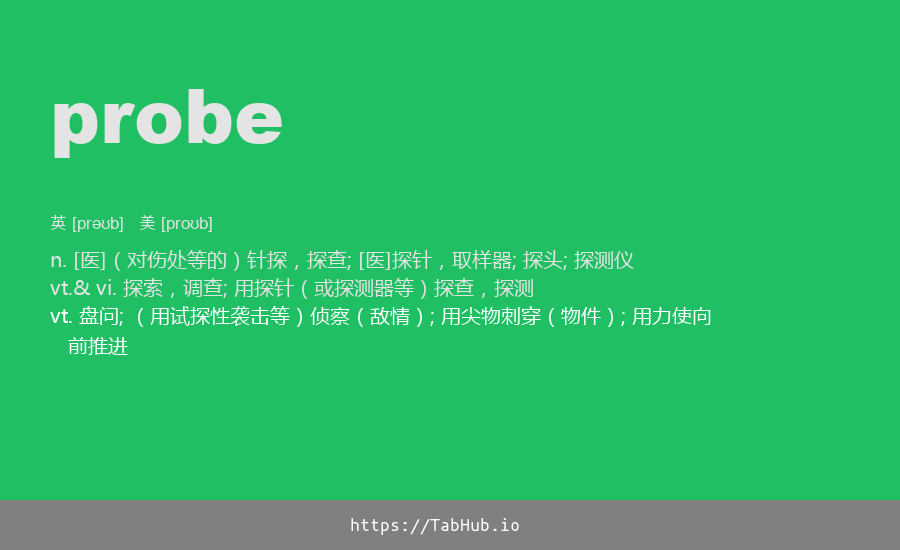 probe
英 [prəʊb] 美 [proʊb]
n. [医]（对伤处等的）针探，探查; [医]探针，取样器; 探头; 探测仪
vt.& vi. 探索，调查; 用探针（或探测器等）探查，探测
vt. 盘问; （用试探性袭击等）侦察（敌情）; 用尖物刺穿（物件）; 用力使向
前推进
https://TabHub.io